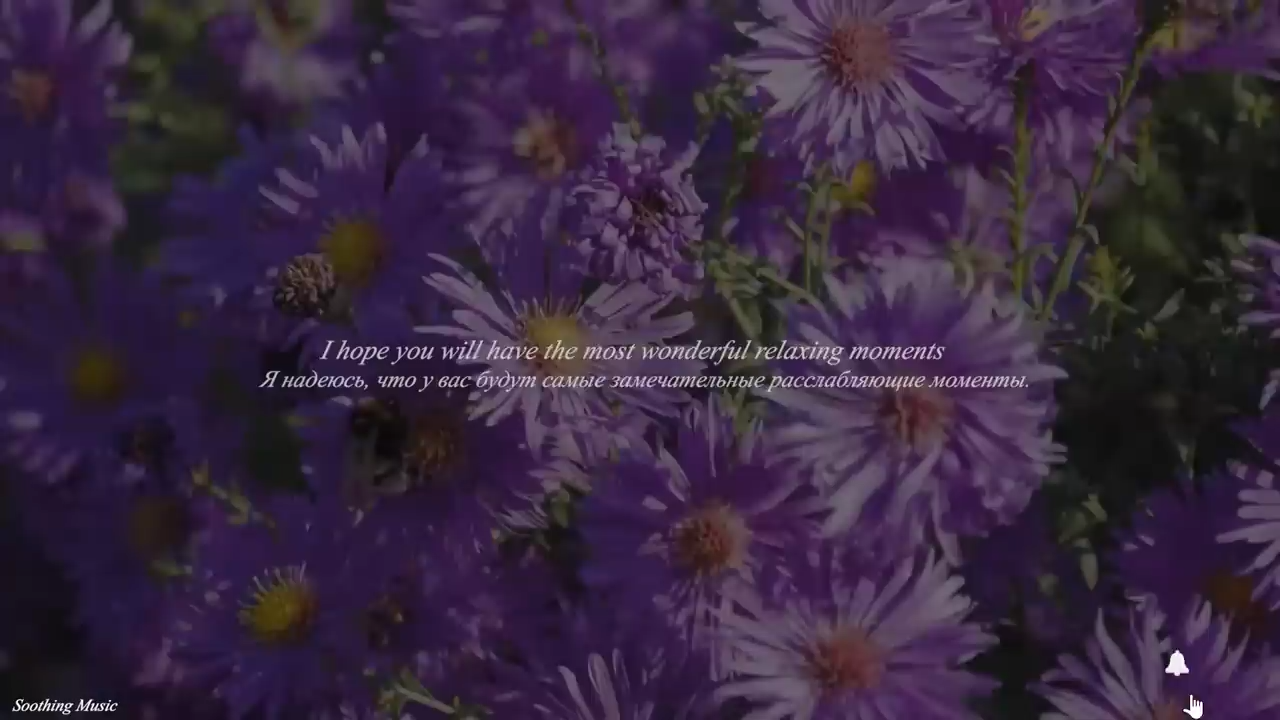 I hope you will have the most wonderful relaxing moments
Я надеюсь, что у вас будут самые замечательные расслабляющие моменты.
Soothing Music